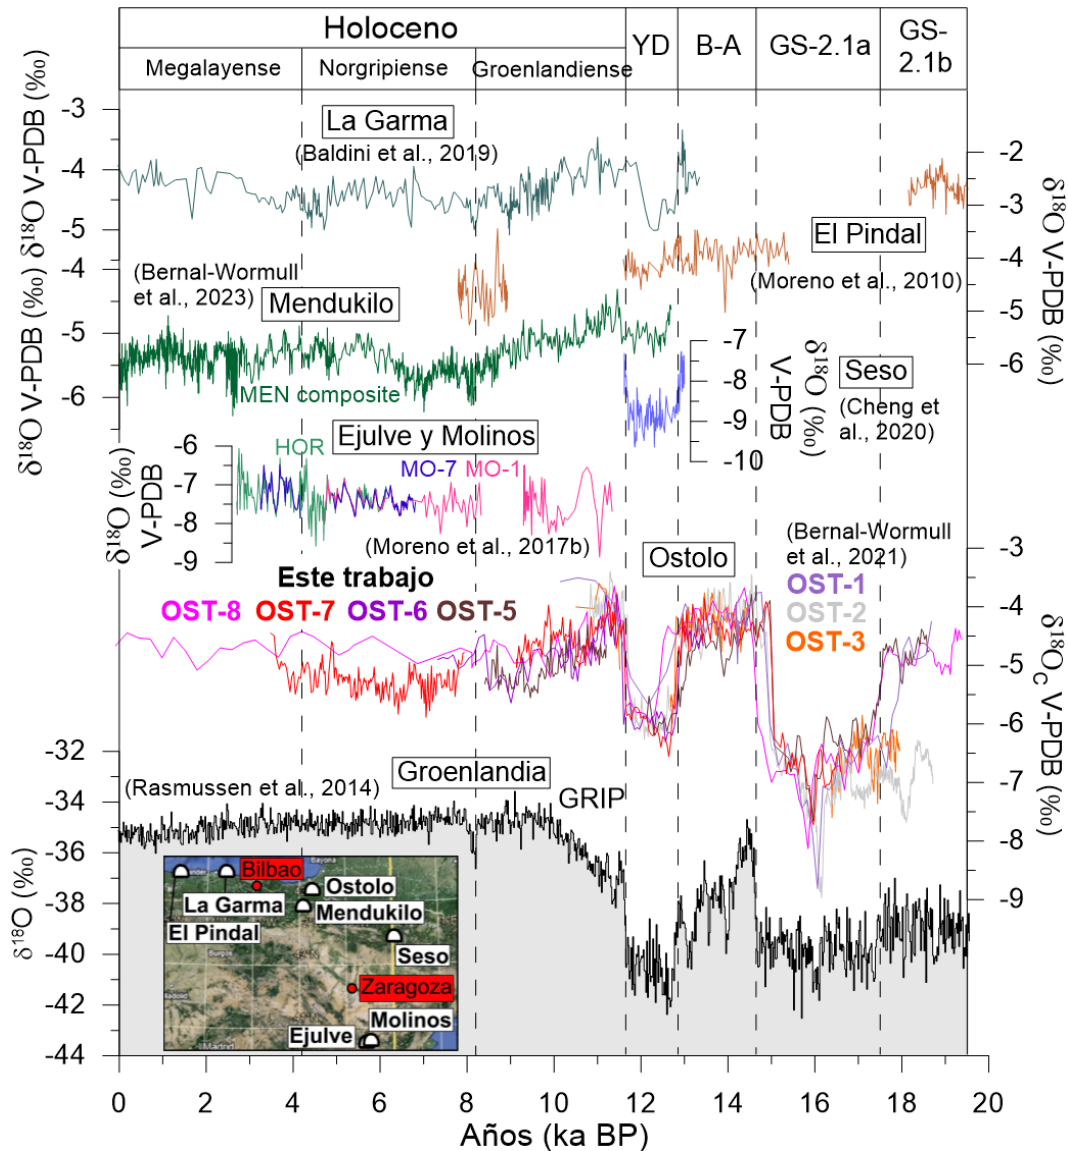 Holoceno
YD
B-A
GS-2.1a
GS-
2.1b
Megalayense
Norgripiense
Groenlandiense
δ¹⁸O V-PDB (‰)
-3
-4
-5
La Garma
(Baldini et al., 2019)
-2
-3
-4
-5
-6
δ¹⁸O V-PDB (‰)
El Pindal
(Moreno et al., 2010)
δ¹⁸O V-PDB (‰)
-4
-5
-6
(Bernal-Wormull
et al., 2023)
Mendukilo
MEN composite
-7
-8
-9
-10
δ¹⁸O (‰)
V-PDB
Seso
(Cheng et
al., 2020)
δ¹⁸O (‰)
V-PDB
-6
-7
-8
-9
HOR
Ejulve y Molinos
MO-7
MO-1
(Moreno et al., 2017b)
Ostolo
(Bernal-Wormull
et al., 2021)
OST-1
OST-2
OST-3
Este trabajo
OST-8
OST-7
OST-6
OST-5
-3
-4
-5
-6
-7
-8
-9
δ¹⁸O_C V-PDB (‰)
δ¹⁸O (‰)
-32
-34
-36
-38
-40
-42
-44
Groenlandia
(Rasmussen et al., 2014)
GRIP
Bilbao
Bayona
Ostolo
La Garma
Mendukilo
El Pindal
Burgos
Seso
Zaragoza
Molinos
Ejulve
Madrid
0
2
4
6
8
10
12
14
16
18
20
Años (ka BP)